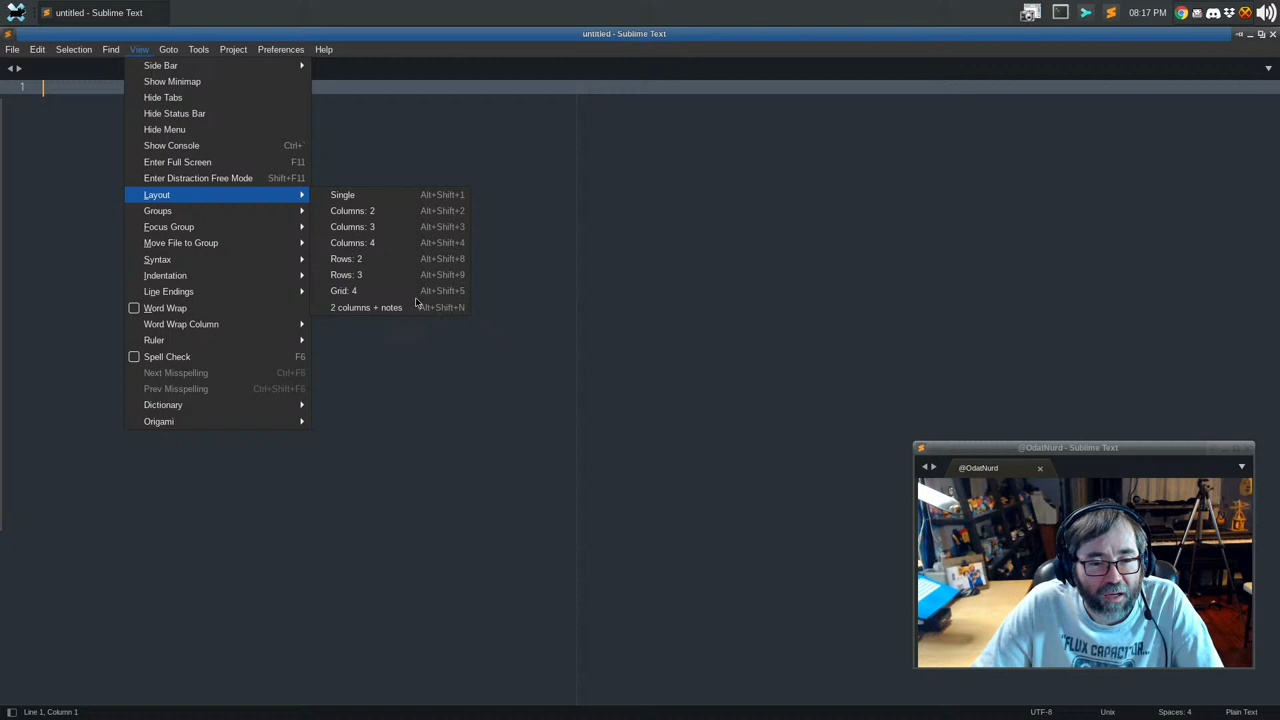 untitled - Sublime Text
08:17 PM
untitled - Sublime Text
File Edit Selection Find View Goto Tools Project Preferences Help
1
Side Bar
Show Minimap
Hide Tabs
Hide Status Bar
Hide Menu
Show Console Ctrl+`
Enter Full Screen F11
Enter Distraction Free Mode Shift+F11
Layout
Groups
Focus Group
Move File to Group
Syntax
Indentation
Line Endings
Word Wrap
Word Wrap Column
Ruler
Spell Check F6
Next Misspelling Ctrl+F6
Prev Misspelling Ctrl+Shift+F6
Dictionary
Origami
Single Alt+Shift+1
Columns: 2 Alt+Shift+2
Columns: 3 Alt+Shift+3
Columns: 4 Alt+Shift+4
Rows: 2 Alt+Shift+8
Rows: 3 Alt+Shift+9
Grid: 4 Alt+Shift+5
2 columns + notes Alt+Shift+N
@OdatNurd - Sublime Text
@OdatNurd
"FLUX CAPACITOR...
Line 1, Column 1
UTF-8
Unix
Spaces: 4
Plain Text